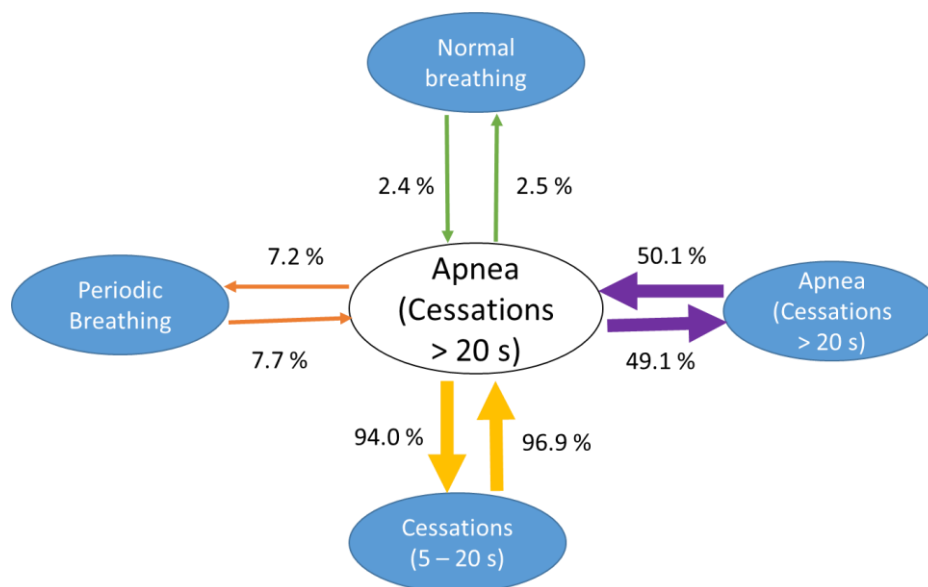 Normal
breathing
2.4 %
2.5 %
7.2 %
Apnea
(Cessations
> 20 s)
50.1 %
Periodic
Breathing
Apnea
(Cessations
> 20 s)
7.7 %
49.1 %
94.0 %
96.9 %
Cessations
(5 – 20 s)